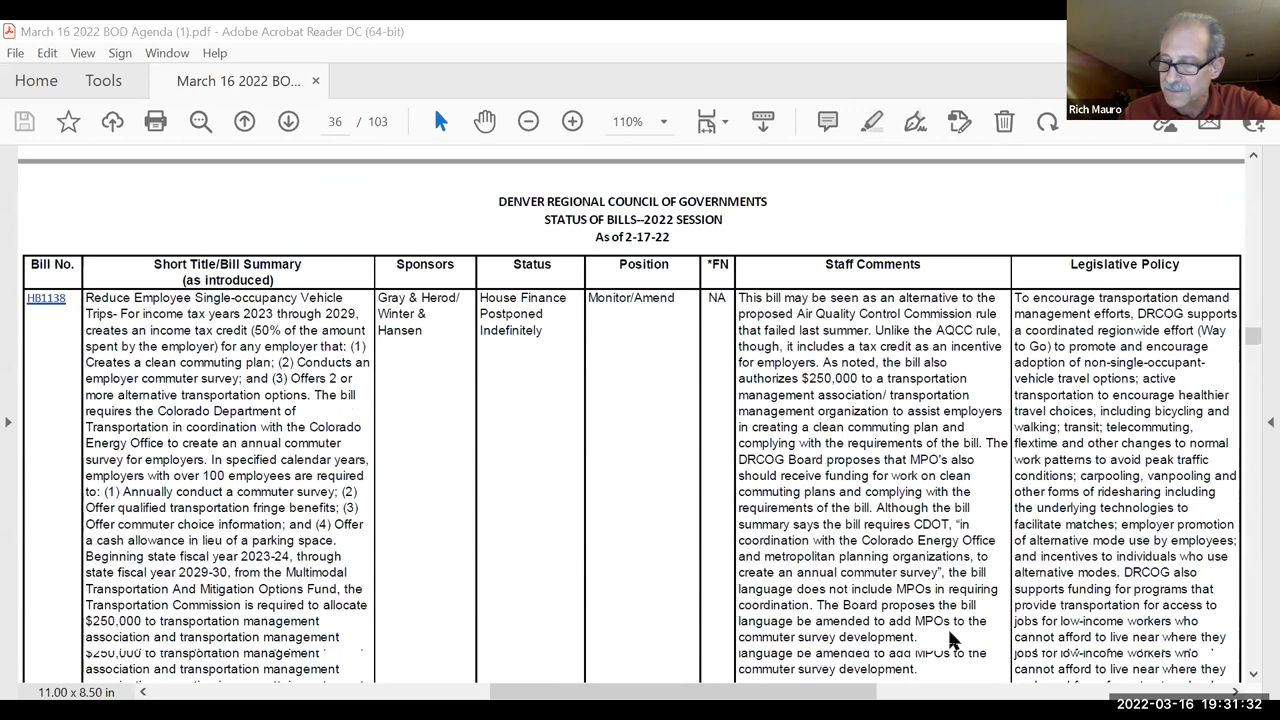 March 16 2022 BOD Agenda (1).pdf - Adobe Acrobat Reader DC (64-bit)
File Edit View Sign Window Help
Home Tools March 16 2022 BO... ×
36 / 103 110%
Rich Mauro
DENVER REGIONAL COUNCIL OF GOVERNMENTS
STATUS OF BILLS--2022 SESSION
As of 2-17-22
Bill No.
Short Title/Bill Summary
(as introduced)
Sponsors
Status
Position
*FN
Staff Comments
Legislative Policy
HB1138
Reduce Employee Single-occupancy Vehicle
Trips- For income tax years 2023 through 2029,
creates an income tax credit (50% of the amount
spent by the employer) for any employer that: (1)
Creates a clean commuting plan; (2) Conducts an
employer commuter survey; and (3) Offers 2 or
more alternative transportation options. The bill
requires the Colorado Department of
Transportation in coordination with the Colorado
Energy Office to create an annual commuter
survey for employers. In specified calendar years,
employers with over 100 employees are required
to: (1) Annually conduct a commuter survey; (2)
Offer qualified transportation fringe benefits; (3)
Offer commuter choice information; and (4) Offer
a cash allowance in lieu of a parking space.
Beginning state fiscal year 2023-24, through
state fiscal year 2029-30, from the Multimodal
Transportation And Mitigation Options Fund, the
Transportation Commission is required to allocate
$250,000 to transportation management
association and transportation management
$250,000 to transportation management
association and transportation management
Gray & Herod/
Winter &
Hansen
House Finance
Postponed
Indefinitely
Monitor/Amend
NA
This bill may be seen as an alternative to the
proposed Air Quality Control Commission rule
that failed last summer. Unlike the AQCC rule,
though, it includes a tax credit as an incentive
for employers. As noted, the bill also
authorizes $250,000 to a transportation
management association/ transportation
management organization to assist employers
in creating a clean commuting plan and
complying with the requirements of the bill. The
DRCOG Board proposes that MPO's also
should receive funding for work on clean
commuting plans and complying with the
requirements of the bill. Although the bill
summary says the bill requires CDOT, “in
coordination with the Colorado Energy Office
and metropolitan planning organizations, to
create an annual commuter survey”, the bill
language does not include MPOs in requiring
coordination. The Board proposes the bill
language be amended to add MPOs to the
commuter survey development.
language be amended to add MPOs to the
commuter survey development.
To encourage transportation demand
management efforts, DRCOG supports
a coordinated regionwide effort (Way
to Go) to promote and encourage
adoption of non-single-occupant-
vehicle travel options; active
transportation to encourage healthier
travel choices, including bicycling and
walking; transit; telecommuting,
flextime and other changes to normal
work patterns to avoid peak traffic
conditions; carpooling, vanpooling and
other forms of ridesharing including
the underlying technologies to
facilitate matches; employer promotion
of alternative mode use by employees;
and incentives to individuals who use
alternative modes. DRCOG also
supports funding for programs that
provide transportation for access to
jobs for low-income workers who
cannot afford to live near where they
jobs for low-income workers who
cannot afford to live near where they
11.00 x 8.50 in
2022-03-16 19:31:32